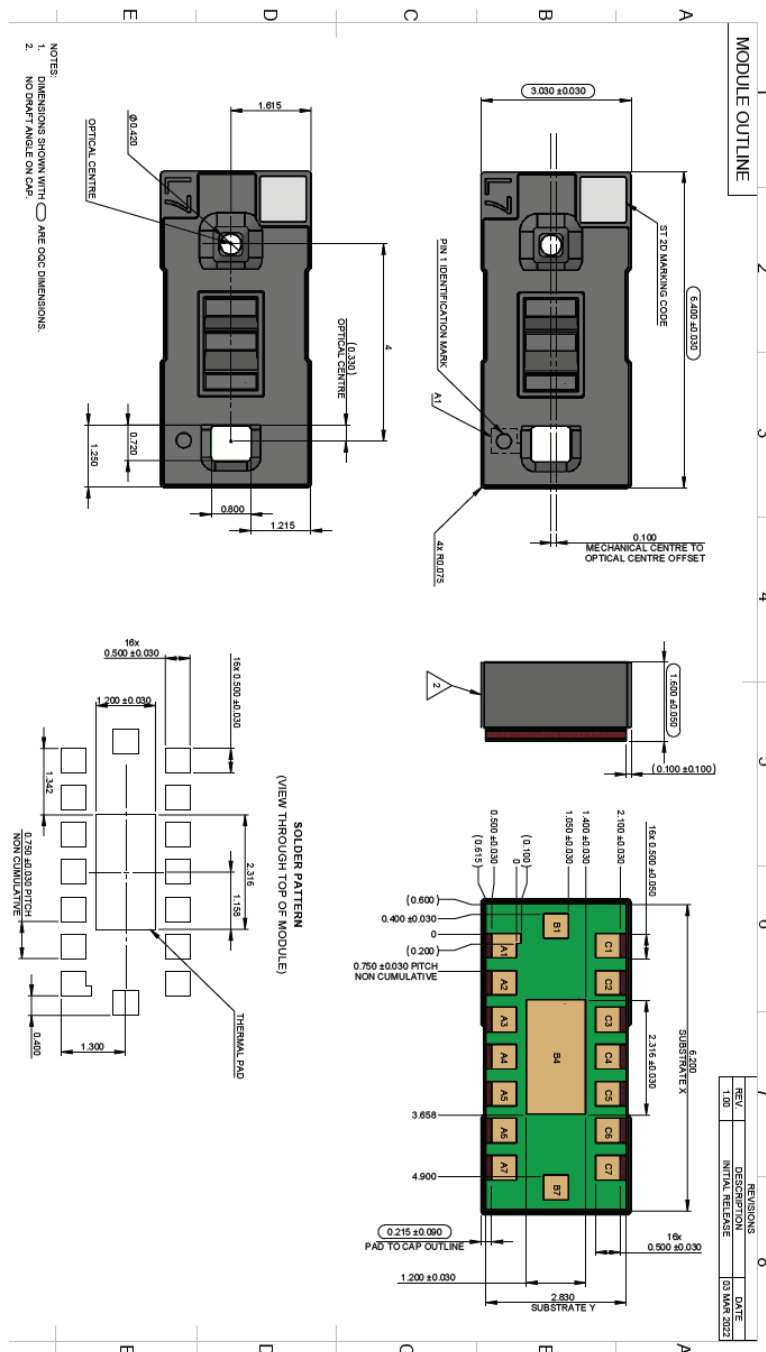 MODULE OUTLINE
A
B
C
D
E
1
2
3
4
5
6
7
8
3.030 ±0.030
6.400 ±0.030
ST 2D MARKING CODE
PIN 1 IDENTIFICATION MARK
A1
4x R0.075
0.100
MECHANICAL CENTRE TO
OPTICAL CENTRE OFFSET
L7
1.615
Ø0.420
OPTICAL CENTRE
4
(0.330)
OPTICAL CENTRE
0.720
1.250
0.800
1.215
L7
NOTES:
1. DIMENSIONS SHOWN WITH ARE OQC DIMENSIONS.
2. NO DRAFT ANGLE ON CAP.
1.600 ±0.050
(0.100 ±0.100)
2
16x
0.500 ±0.030
16x 0.500 ±0.030
1.200 ±0.030
1.342
2.316
1.158
0.750 ±0.030 PITCH
NON CUMULATIVE
THERMAL PAD
0.400
1.300
SOLDER PATTERN
(VIEW THROUGH TOP OF MODULE)
16x 0.500 ±0.050
2.100 ±0.030
1.400 ±0.030
1.050 ±0.030
(0.100)
0
0.500 ±0.030
(0.615)
(0.600)
0.400 ±0.030
0
(0.200)
0.750 ±0.030 PITCH
NON CUMULATIVE
3.658
4.900
6.200
SUBSTRATE X
2.316 ±0.030
B1
A1
A2
A3
A4
A5
A6
A7
B4
B7
C1
C2
C3
C4
C5
C6
C7
0.215 ±0.090
PAD TO CAP OUTLINE
1.200 ±0.030
2.830
SUBSTRATE Y
16x
0.500 ±0.030
REVISIONS
REV. DESCRIPTION DATE
1.00 INITIAL RELEASE 03 MAR 2022
A
B
C
D
E